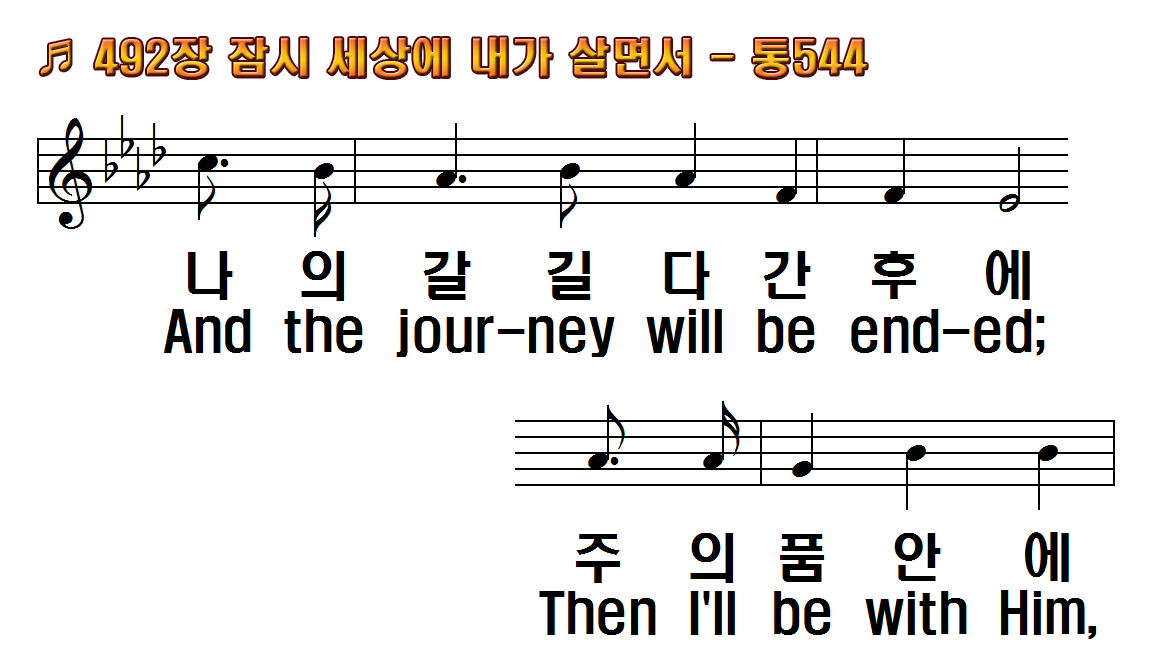 ♬ 492장 잠시 세상에 내가 살면서 - 통544
나 의 갈 길 다 간 후 에
And the jour-ney will be end-ed;
주 의 품 안 에
Then I'll be with Him,